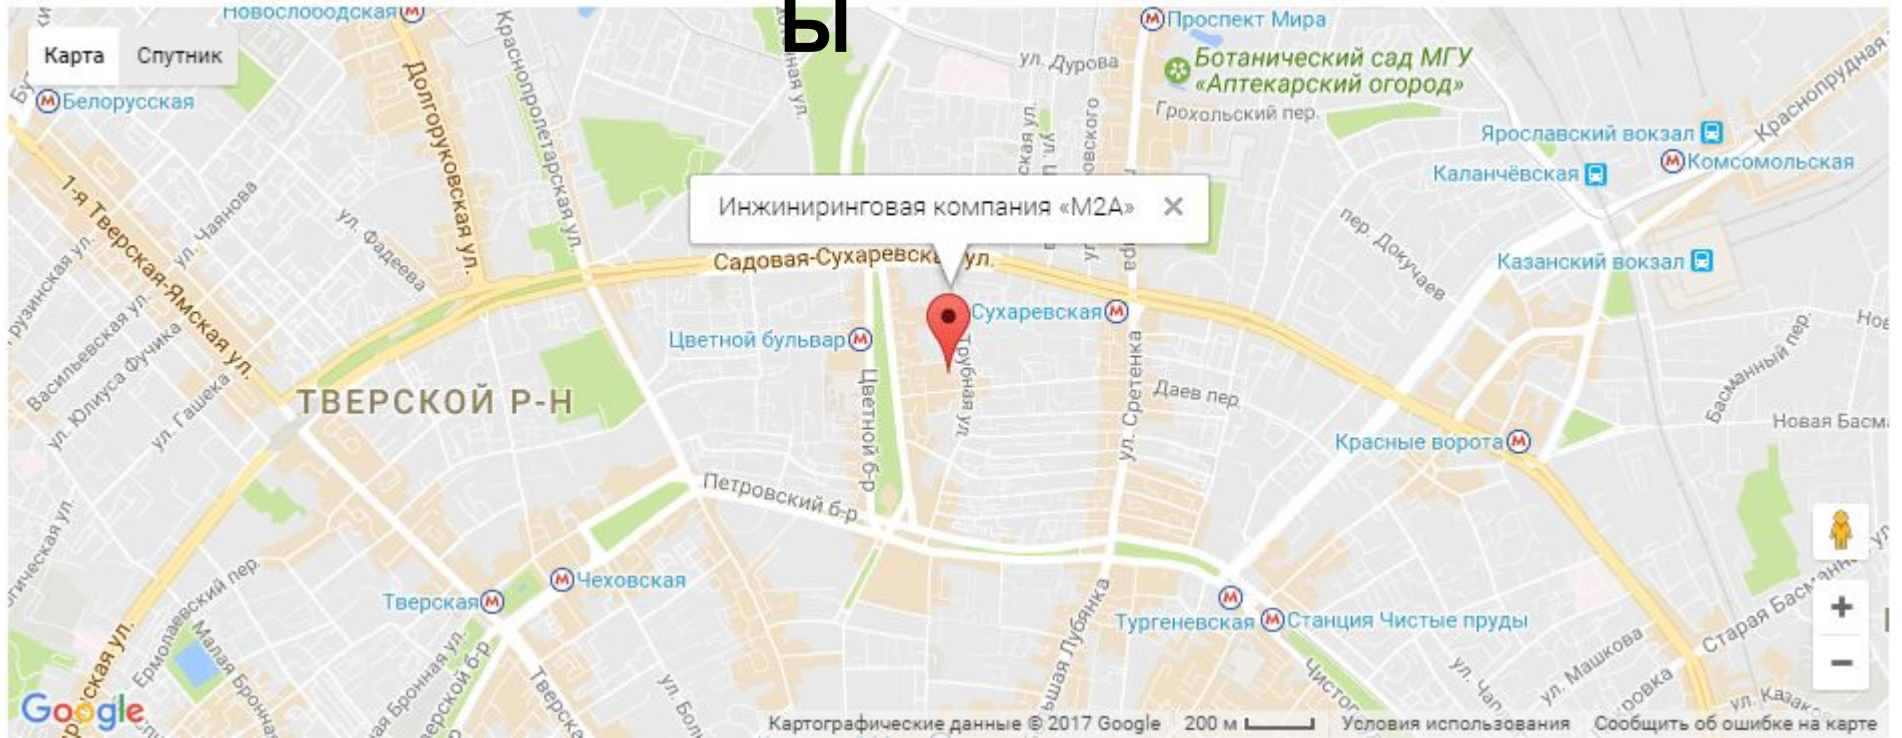 Ы
Новослободская
Проспект Мира
Карта Спутник
Ботанический сад МГУ
«Аптекарский огород»
ул. Дурова
Белорусская
Краснопролетарская ул.
Долгоруковская ул.
Грохольский пер.
Краснопрудная
Ярославский вокзал
Комсомольская
Каланчёвская
1-я Тверская-Ямская ул.
ул. Чаянова
ул. Фадеева
Инжиниринговая компания «М2А»
пер. Докучаев
Садовая-Сухаревская ул.
Казанский вокзал
Сухаревская
Цветной бульвар
Васильевская ул.
ул. Юлиуса Фучика
ул. Гашека
ТВЕРСКОЙ Р-Н
Цветной б-р
Трубная ул.
ул. Сретенка
Даев пер.
Басманный пер.
Новая Басм
Красные ворота
Петровский б-р
Чеховская
Тверская
Ермолаевский пер.
Тургеневская
Станция Чистые пруды
Старая Басманн
ул. Машкова
Малая Бронная
Google
Картографические данные © 2017 Google 200 м Условия использования Сообщить об ошибке на карте